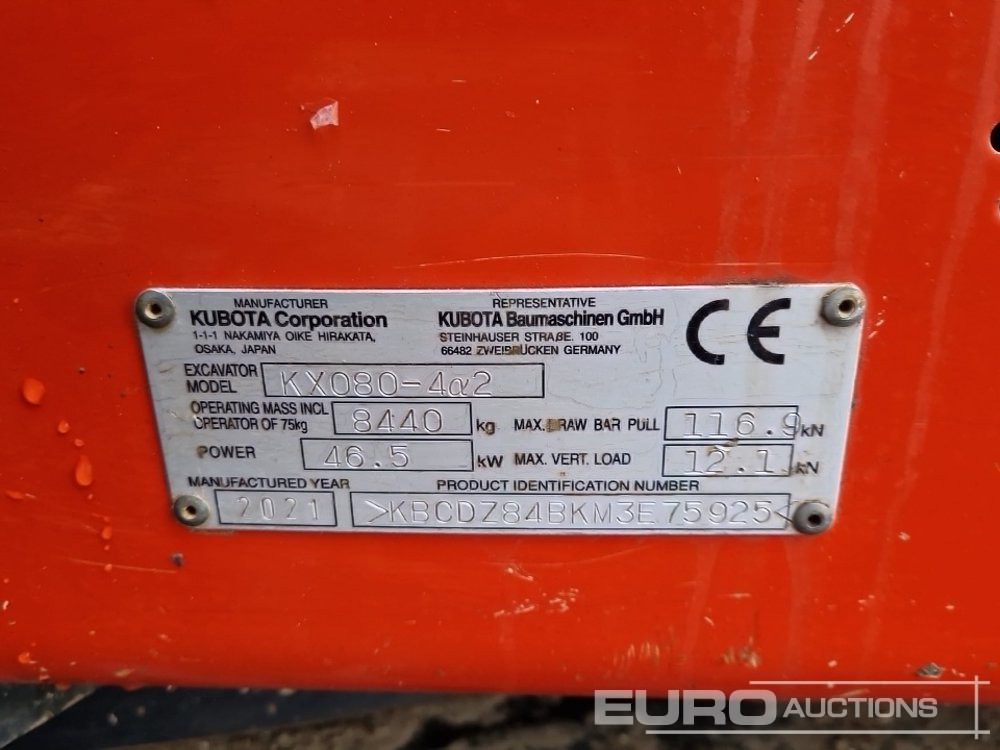 MANUFACTURER
KUBOTA Corporation
1-1-1 NAKAMIYA OIKE HIRAKATA,
OSAKA, JAPAN
REPRESENTATIVE
KUBOTA Baumaschinen GmbH
STEINHAUSER STRAßE. 100
66482 ZWEIBRÜCKEN GERMANY
CE
EXCAVATOR
MODEL KX080-4α2
OPERATING MASS INCL
OPERATOR OF 75kg 8440 kg MAX. DRAW BAR PULL 116.9 kN
POWER 46.5 kW MAX. VERT. LOAD 12.1 kN
MANUFACTURED YEAR PRODUCT IDENTIFICATION NUMBER
2021 >KBCDZ84BKM3E75925<
EURO AUCTIONS